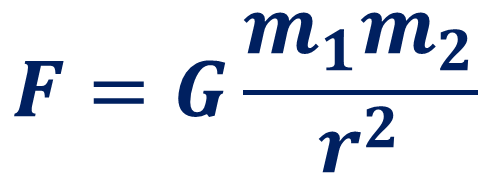 F = G m₁m₂ / r²